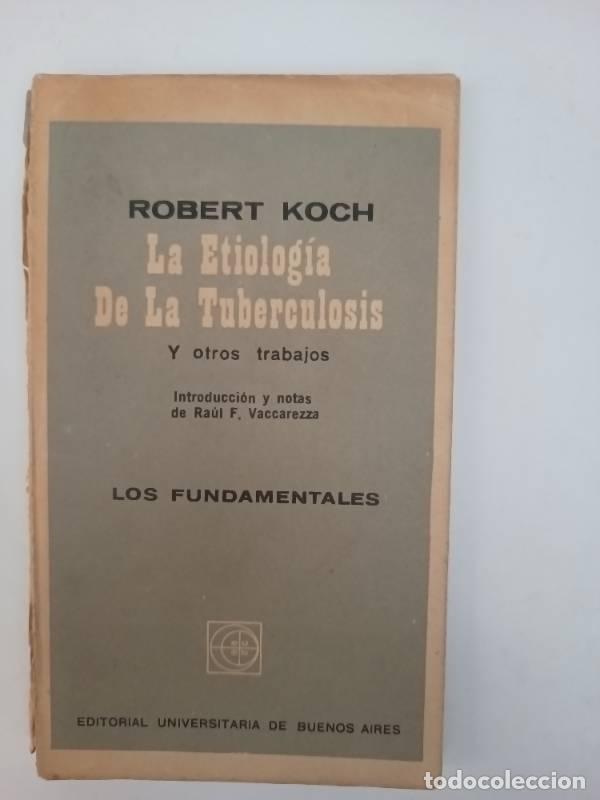 ROBERT KOCH
La Etiología
De La Tuberculosis
Y otros trabajos
Introducción y notas
de Raúl F. Vaccarezza
LOS FUNDAMENTALES
EDITORIAL UNIVERSITARIA DE BUENOS AIRES
todocoleccion